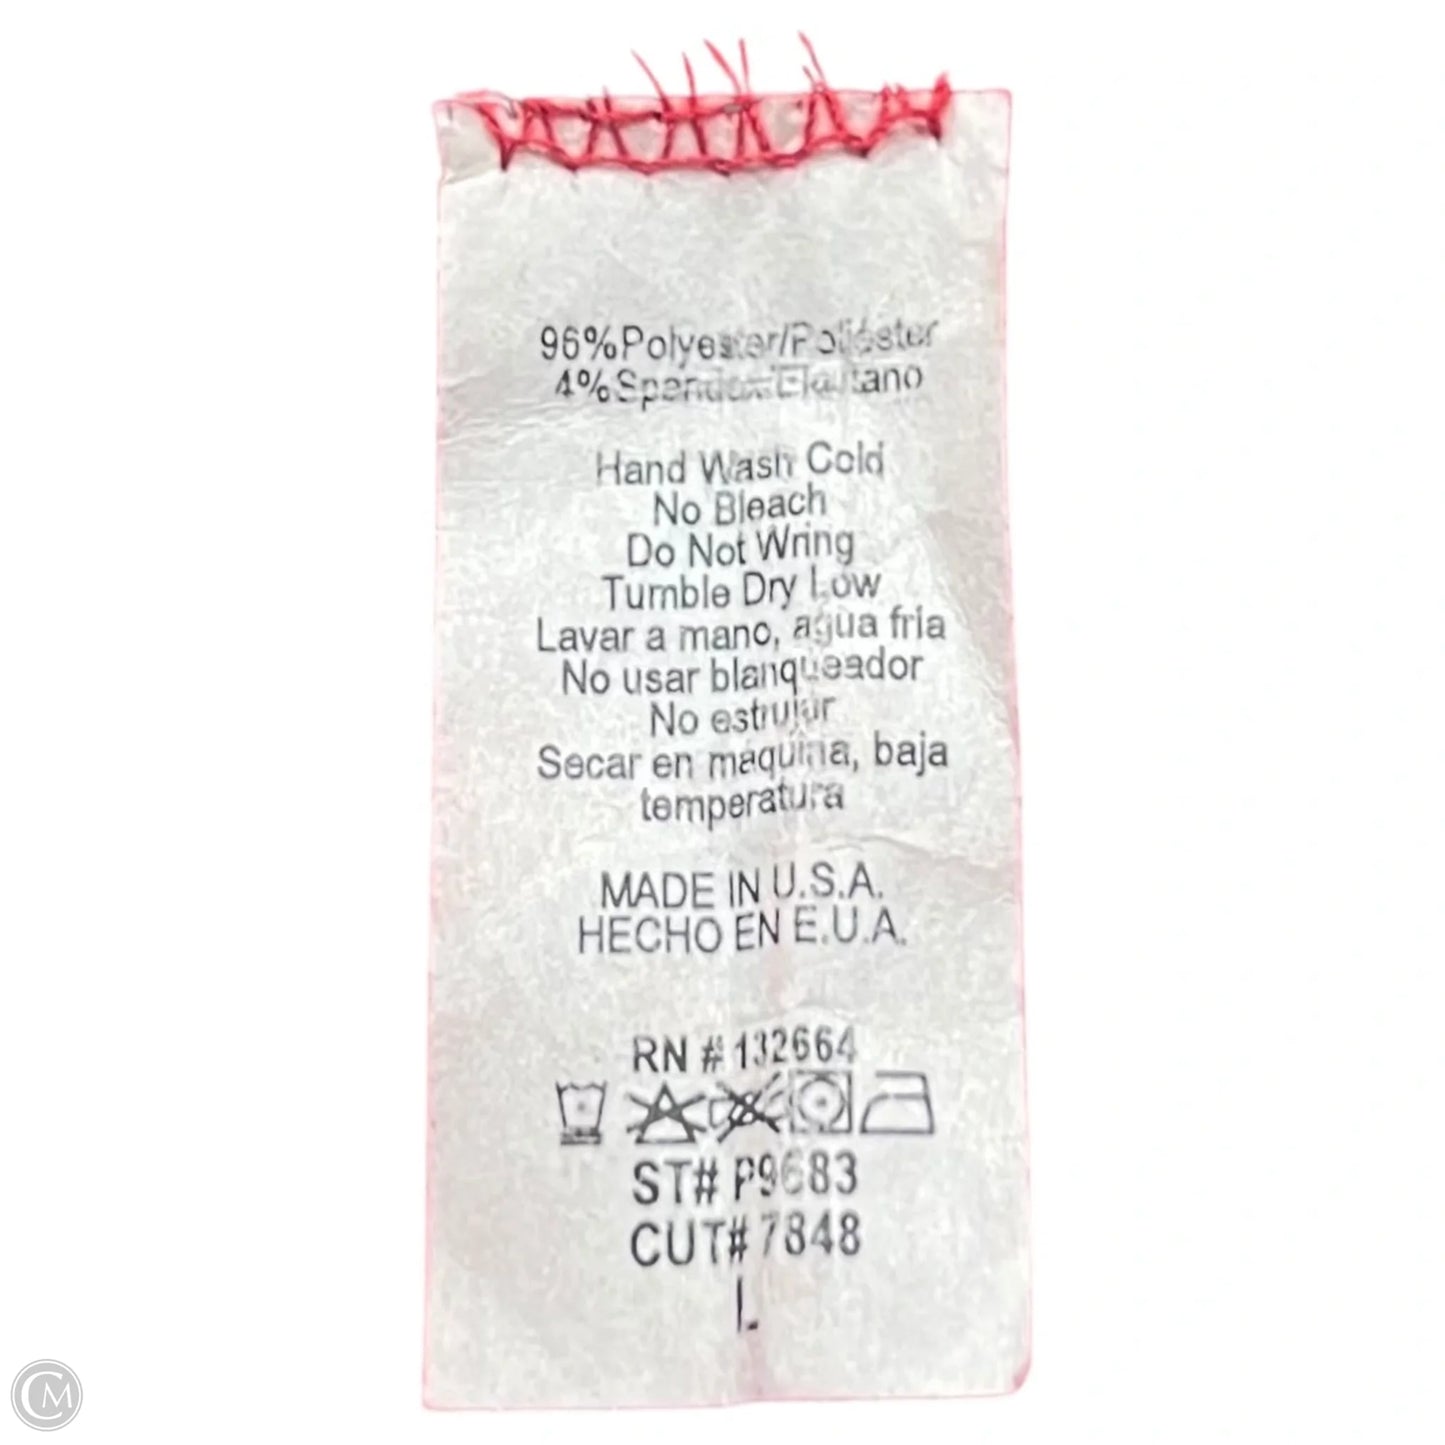 96%Polyester/Poliéster
4%Spandex/Elastano
Hand Wash Cold
No Bleach
Do Not Wring
Tumble Dry Low
Lavar a mano, agua fria
No usar blanqueador
No estrujar
Secar en maquina, baja
temperatura
MADE IN U.S.A.
HECHO EN E.U.A.
RN # 132664
ST# P9683
CUT# 7848
L
CM